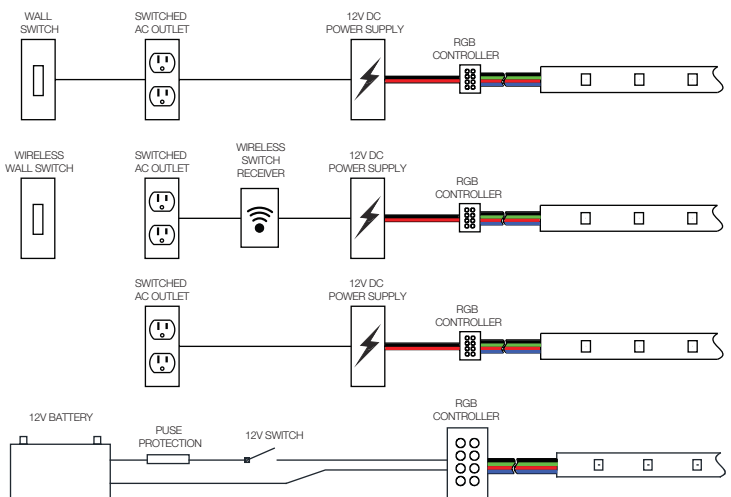 WALL
SWITCH
SWITCHED
AC OUTLET
12V DC
POWER SUPPLY
RGB
CONTROLLER
WIRELESS
WALL SWITCH
SWITCHED
AC OUTLET
WIRELESS
SWITCH
RECEIVER
12V DC
POWER SUPPLY
RGB
CONTROLLER
SWITCHED
AC OUTLET
12V DC
POWER SUPPLY
RGB
CONTROLLER
12V BATTERY
PUSE
PROTECTION
12V SWITCH
RGB
CONTROLLER